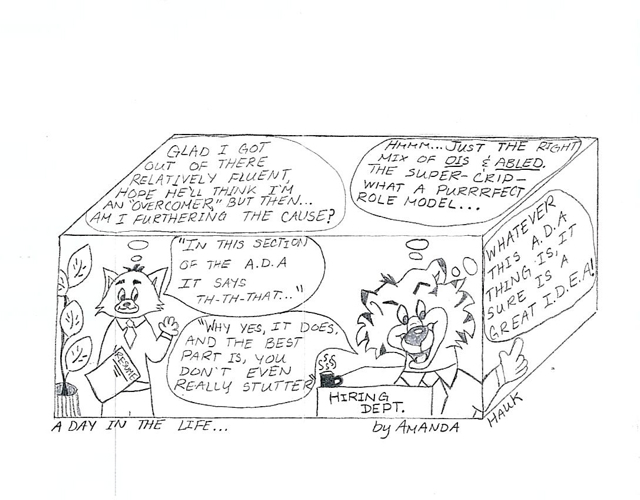 GLAD I GOT
OUT OF THERE
RELATIVELY FLUENT,
HOPE HE'LL THINK I'M
AN "OVERCOMER," BUT THEN...
AM I FURTHERING THE CAUSE?
HMMM...JUST THE RIGHT
MIX OF DIS & ABLED.
THE SUPER-CRIP-
WHAT A PURRRFECT
ROLE MODEL...
"IN THIS SECTION
OF THE A.D.A
IT SAYS
TH-TH-THAT..."
"WHY YES, IT DOES,
AND THE BEST
PART IS, YOU
DON'T EVEN
REALLY STUTTER
WHATEVER
THIS A.D.A
THING IS, IT
SURE IS A
GREAT I.D.E.A!
RESUME
HIRING
DEPT.
A DAY IN THE LIFE...
by AMANDA
HAUK